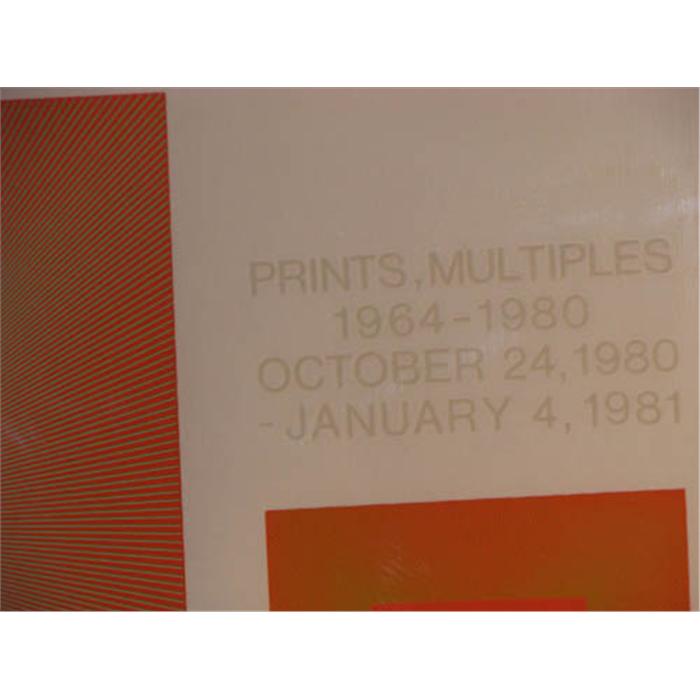 PRINTS, MULTIPLES
1964-1980
OCTOBER 24, 1980
- JANUARY 4, 1981